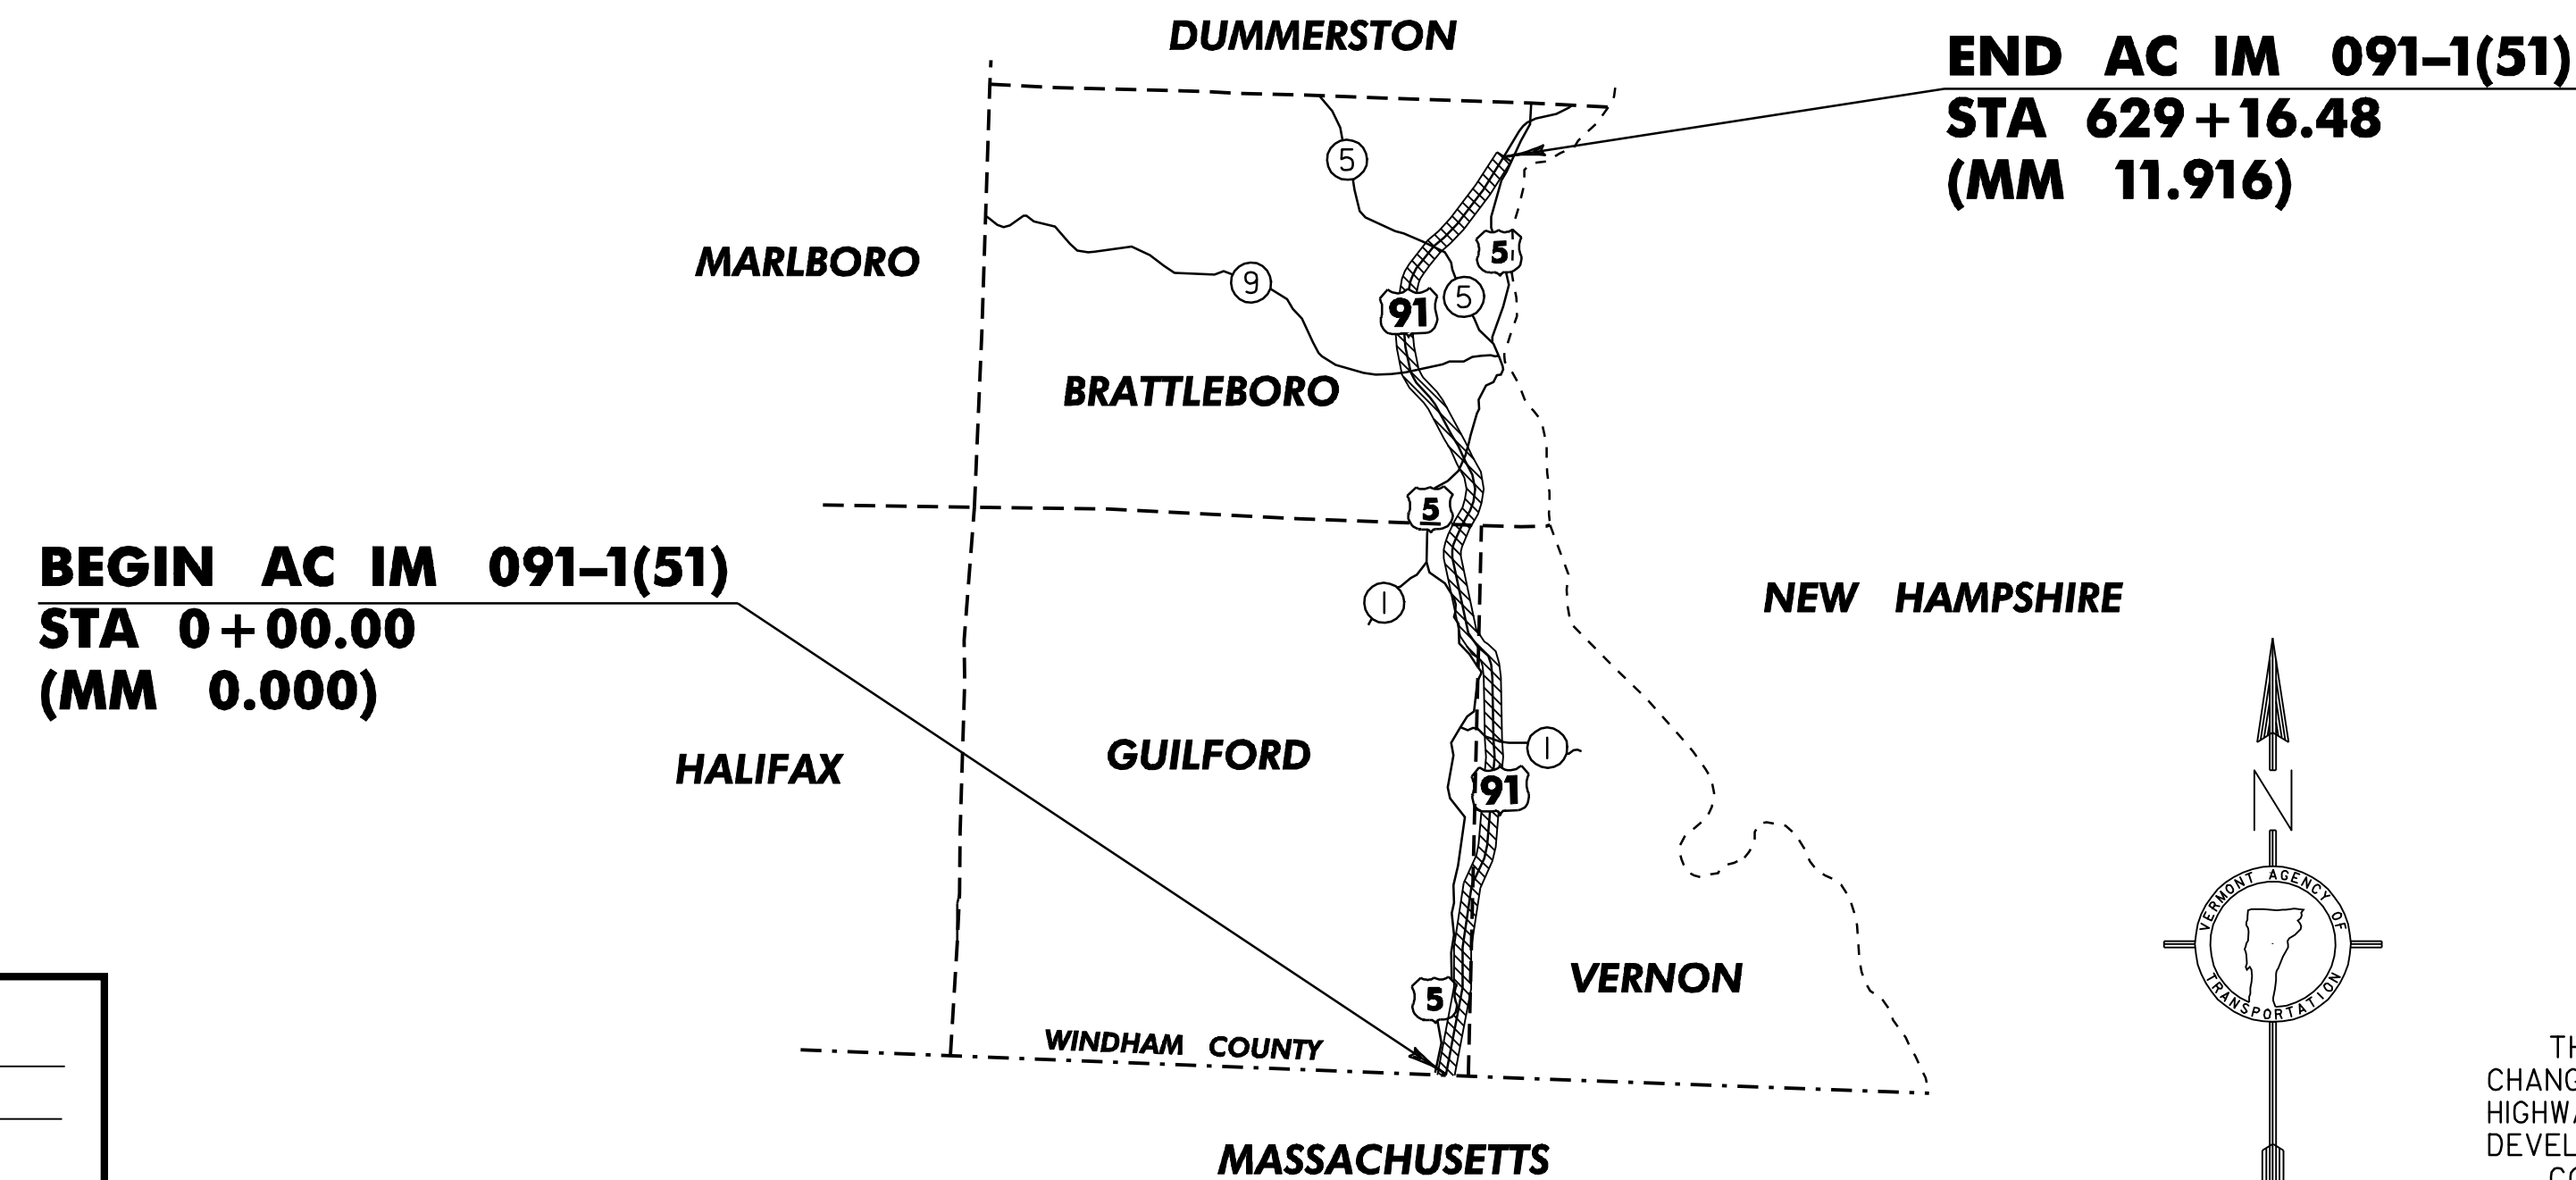 DUMMERSTON
END AC IM 091–1(51)
STA 629+16.48
(MM 11.916)
5
MARLBORO
5
9
5
91
BRATTLEBORO
5
BEGIN AC IM 091–1(51)
STA 0+00.00
(MM 0.000)
1
NEW HAMPSHIRE
HALIFAX
GUILFORD
1
91
N
VERMONT AGENCY OF
TRANSPORTATION
VERNON
5
WINDHAM COUNTY
MASSACHUSETTS